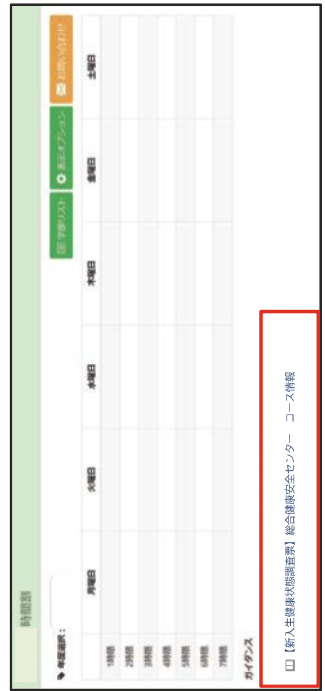 時間割
年度選択：
学修リスト
表示オプション
お問い合わせ
月曜日 火曜日 水曜日 木曜日 金曜日 土曜日
1時限
2時限
3時限
4時限
5時限
6時限
7時限
ガイダンス
【新入生健康状態調査票】総合健康安全センター コース情報